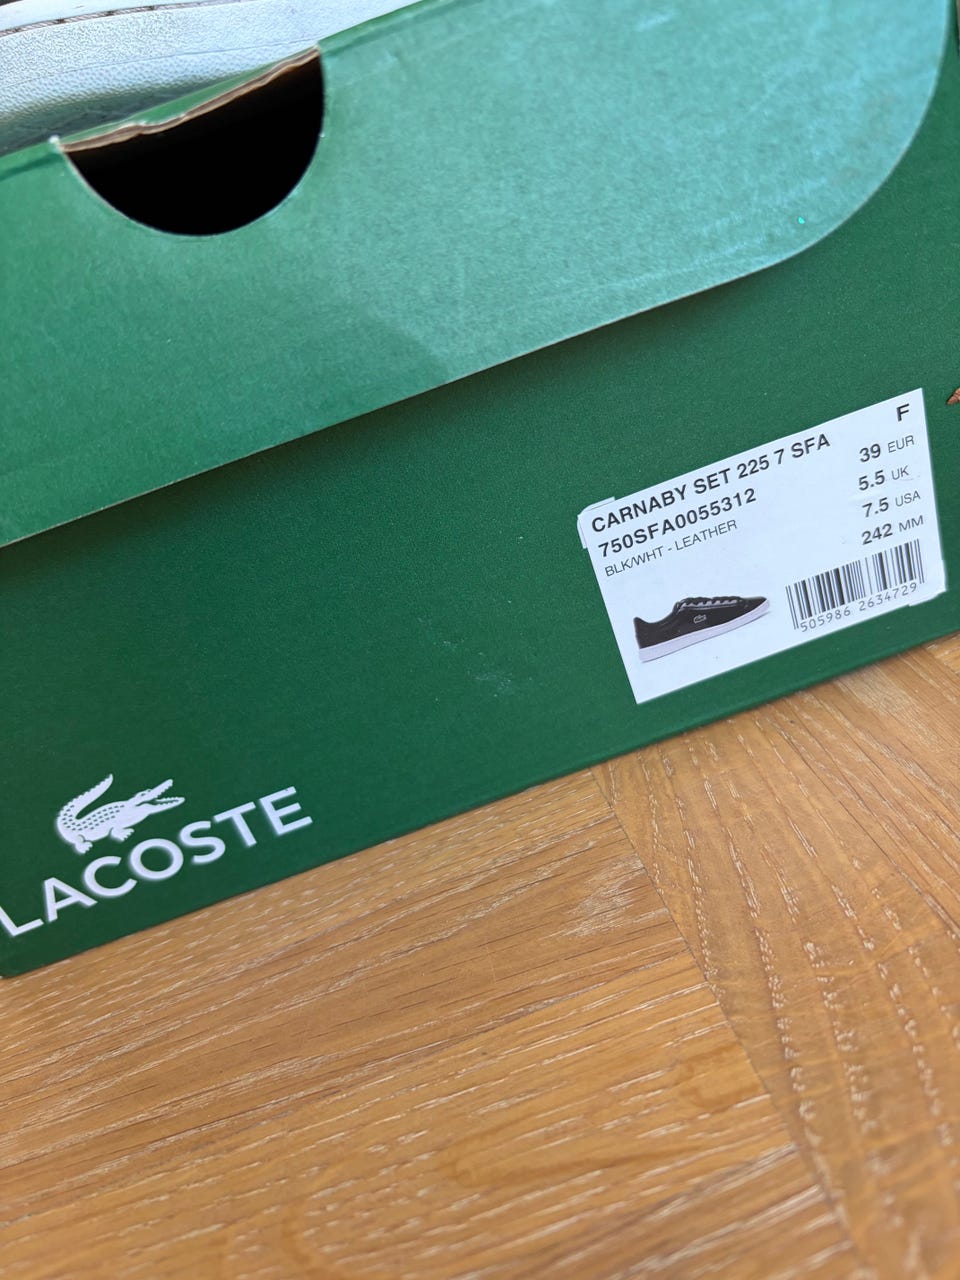 F
CARNABY SET 225 7 SFA
750SFA0055312
BLK/WHT - LEATHER
39 EUR
5.5 UK
7.5 USA
242 MM
505986 2634729
LACOSTE